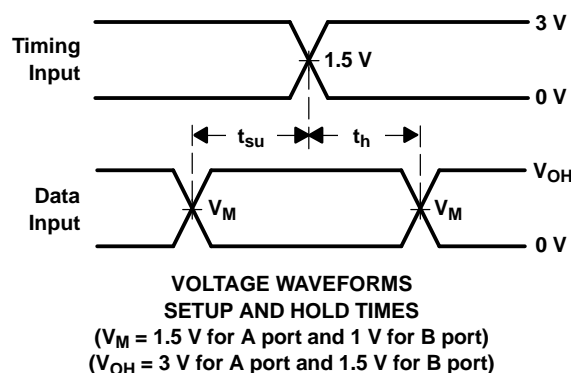 3 V
Timing
Input
1.5 V
0 V
tsu
th
VOH
Data
Input
VM
VM
0 V
VOLTAGE WAVEFORMS
SETUP AND HOLD TIMES
(VM = 1.5 V for A port and 1 V for B port)
(VOH = 3 V for A port and 1.5 V for B port)